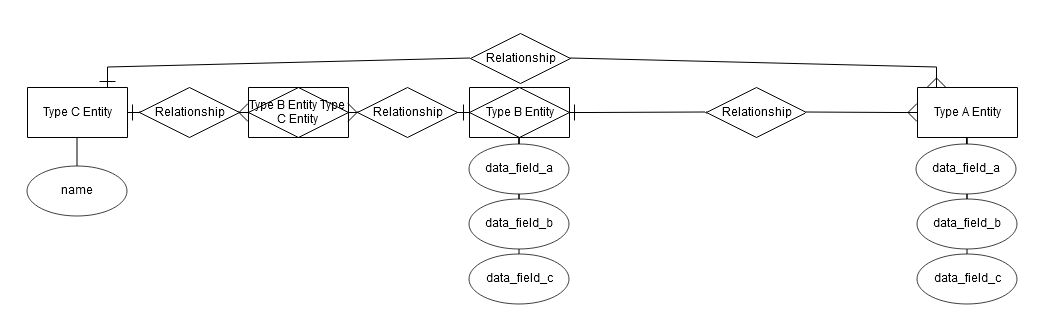 Relationship
Type C Entity
Relationship
Type B Entity Type
C Entity
Relationship
Type B Entity
Relationship
Type A Entity
name
data_field_a
data_field_a
data_field_b
data_field_b
data_field_c
data_field_c